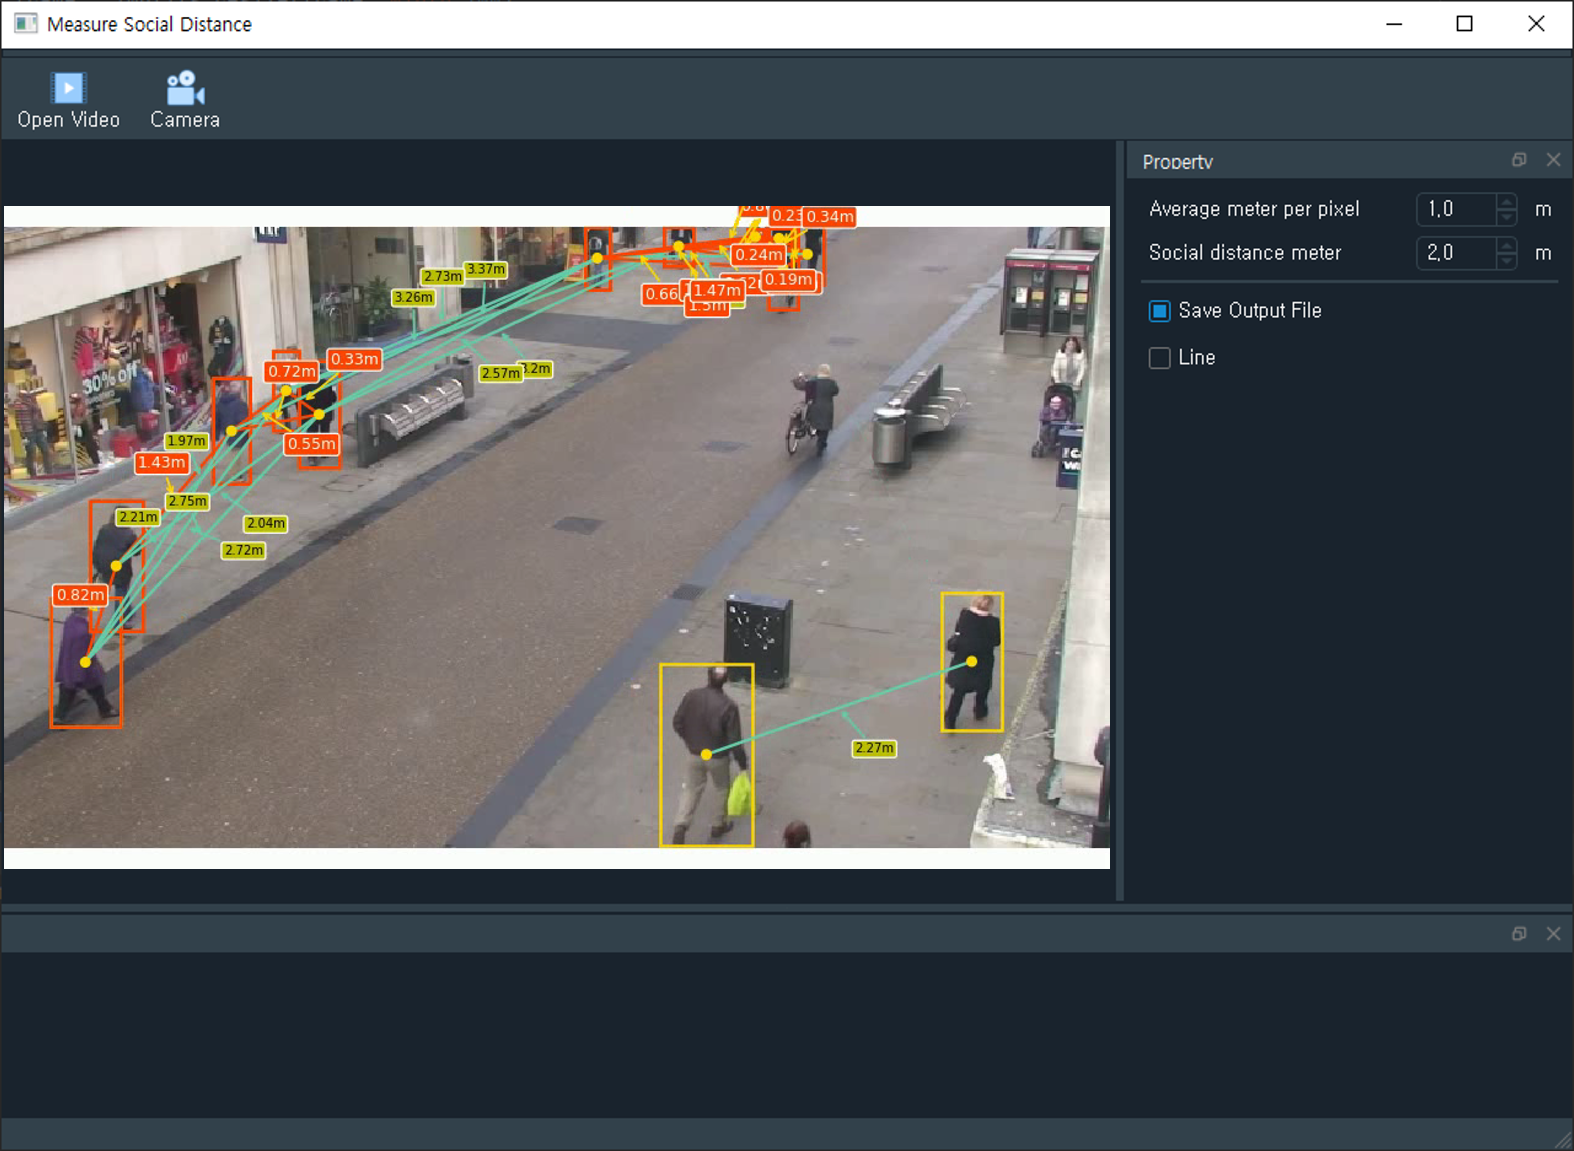 Measure Social Distance
Open Video
Camera
Property
Average meter per pixel 1,0 m
Social distance meter 2,0 m
Save Output File
Line
0.23
0.34m
0.24m
0.19m
0.66
1.47m
1.5m
3.37m
2.73m
3.26m
3.2m
2.57m
0.33m
0.72m
30% off
0.55m
1.97m
1.43m
2.75m
2.21m
2.04m
2.72m
0.82m
2.27m